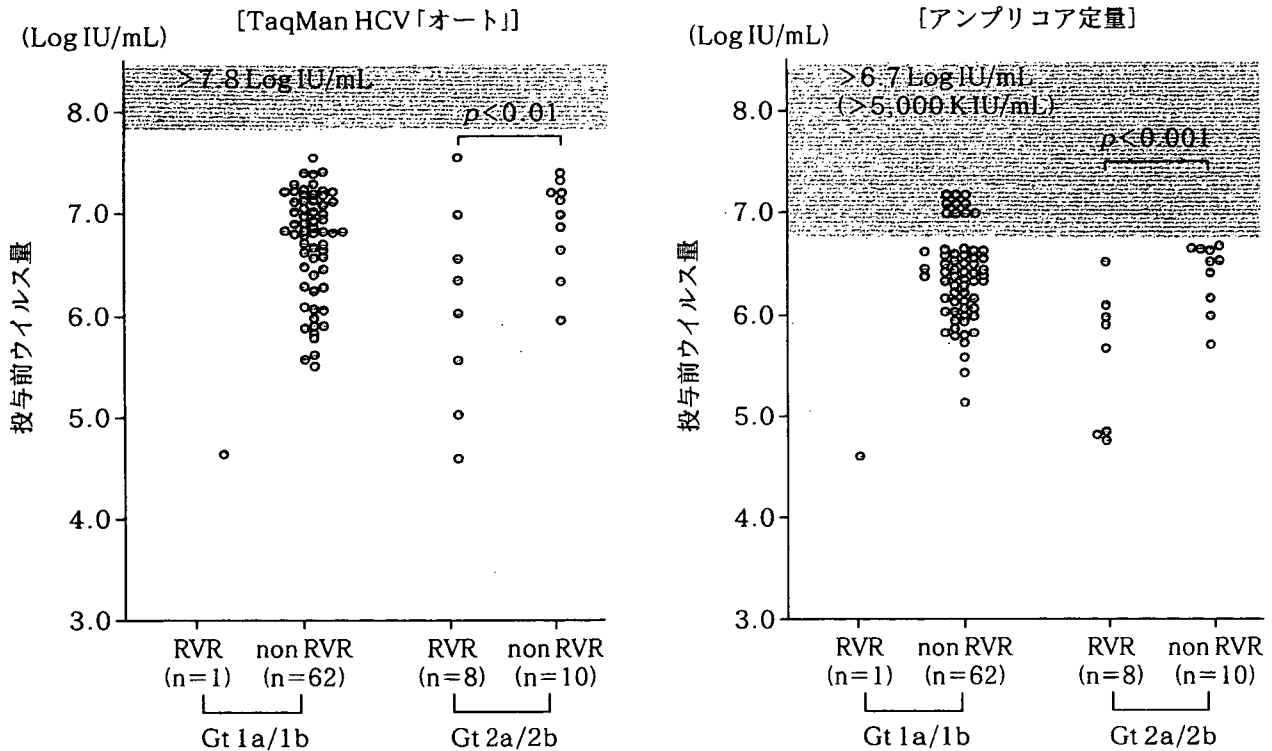 [TaqMan HCV「オート」]
(Log IU/mL)
>7.8 Log IU/mL
p<0.01
8.0
7.0
6.0
5.0
4.0
3.0
投与前ウイルス量
RVR
(n=1)
non RVR
(n=62)
RVR
(n=8)
non RVR
(n=10)
Gt 1a/1b
Gt 2a/2b
[アンプリコア定量]
(Log IU/mL)
>6.7 Log IU/mL
(>5,000 KIU/mL)
p<0.001
8.0
7.0
6.0
5.0
4.0
3.0
投与前ウイルス量
RVR
(n=1)
non RVR
(n=62)
RVR
(n=8)
non RVR
(n=10)
Gt 1a/1b
Gt 2a/2b